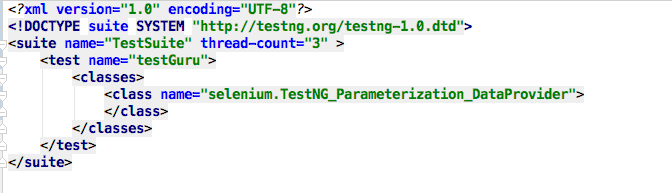 <?xml version="1.0" encoding="UTF-8"?>
<!DOCTYPE suite SYSTEM "http://testng.org/testng-1.0.dtd">
<suite name="TestSuite" thread-count="3" >
<test name="testGuru">
<classes>
<class name="selenium.TestNG_Parameterization_DataProvider">
</class>
</classes>
</test>
</suite>